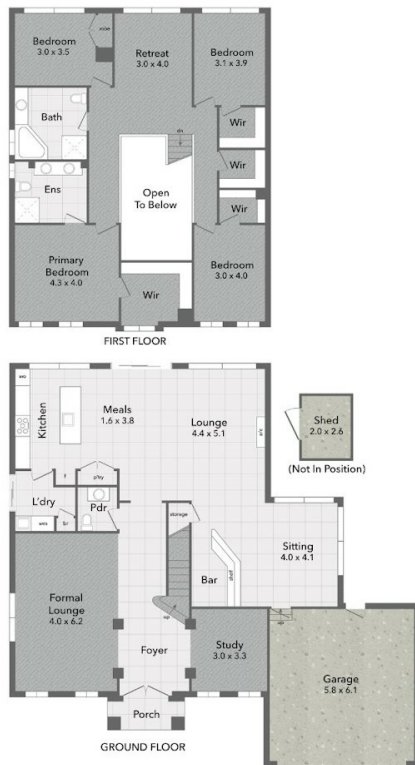 Bedroom
3.0 x 3.5
Retreat
3.0 x 4.0
Bedroom
3.1 x 3.9
Bath
Wir
dn
Wir
Ens
Open
To Below
Wir
Primary
Bedroom
4.3 x 4.0
Wir
Bedroom
3.0 x 4.0
FIRST FLOOR
Kitchen
Meals
1.6 x 3.8
Lounge
4.4 x 5.1
Shed
2.0 x 2.6
(Not In Position)
f
p'try
L'dry
Pdr
storage
Sitting
4.0 x 4.1
Bar
shelf
Formal
Lounge
4.0 x 6.2
up
Foyer
Study
3.0 x 3.3
Garage
5.8 x 6.1
Porch
GROUND FLOOR